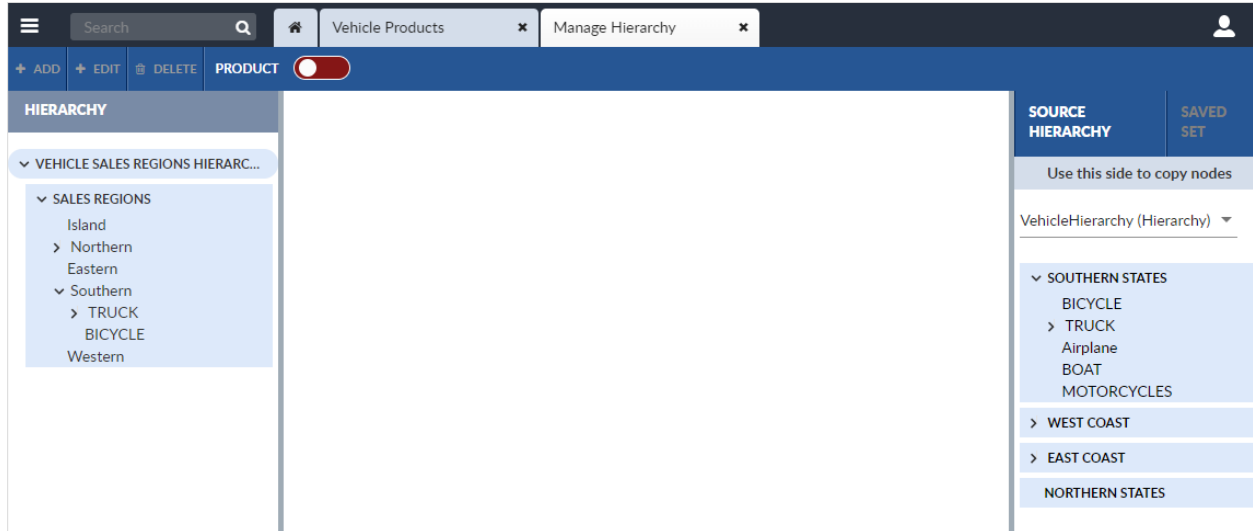 Search
Vehicle Products
Manage Hierarchy
ADD
EDIT
DELETE
PRODUCT
HIERARCHY
VEHICLE SALES REGIONS HIERARC...
SALES REGIONS
Island
Northern
Eastern
Southern
TRUCK
BICYCLE
Western
SOURCE
HIERARCHY
SAVED
SET
Use this side to copy nodes
VehicleHierarchy (Hierarchy)
SOUTHERN STATES
BICYCLE
TRUCK
Airplane
BOAT
MOTORCYCLES
WEST COAST
EAST COAST
NORTHERN STATES